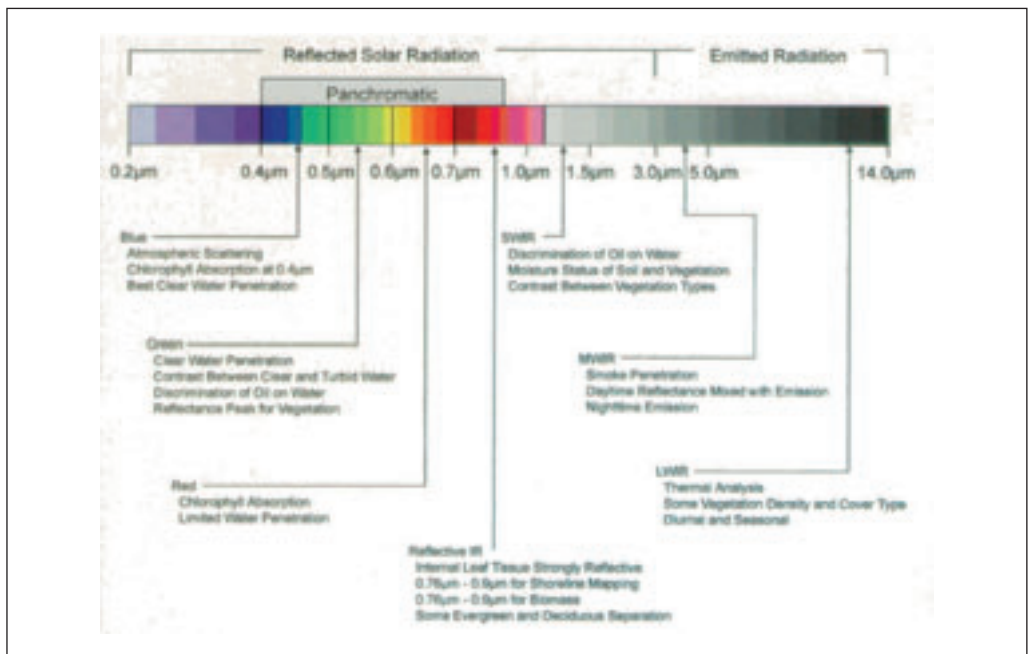 Reflected Solar Radiation
Emitted Radiation
Panchromatic
0.2µm 0.4µm 0.5µm 0.6µm 0.7µm 1.0µm 1.5µm 3.0µm 5.0µm 14.0µm
Blue
Atmospheric Scattering
Chlorophyll Absorption at 0.4µm
Best Clear Water Penetration
Green
Clear Water Penetration
Contrast Between Clear and Turbid Water
Discrimination of Oil on Water
Reflectance Peak for Vegetation
Red
Chlorophyll Absorption
Limited Water Penetration
Reflective IR
Internal Leaf Tissue Strongly Reflective
0.76µm - 0.9µm for Shoreline Mapping
0.76µm - 0.9µm for Biomass
Some Evergreen and Deciduous Separation
SWIR
Discrimination of Oil on Water
Moisture Status of Soil and Vegetation
Contrast Between Vegetation Types
MWIR
Smoke Penetration
Daytime Reflectance Mixed with Emission
Nighttime Emission
LWIR
Thermal Analysis
Some Vegetation Density and Cover Type
Diurnal and Seasonal